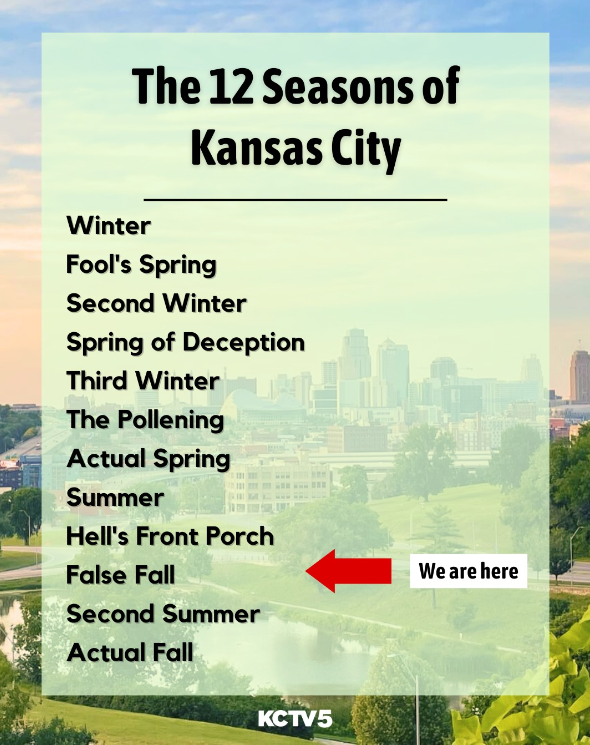 The 12 Seasons of
Kansas City
Winter
Fool's Spring
Second Winter
Spring of Deception
Third Winter
The Pollening
Actual Spring
Summer
Hell's Front Porch
False Fall
We are here
Second Summer
Actual Fall
KCTV5